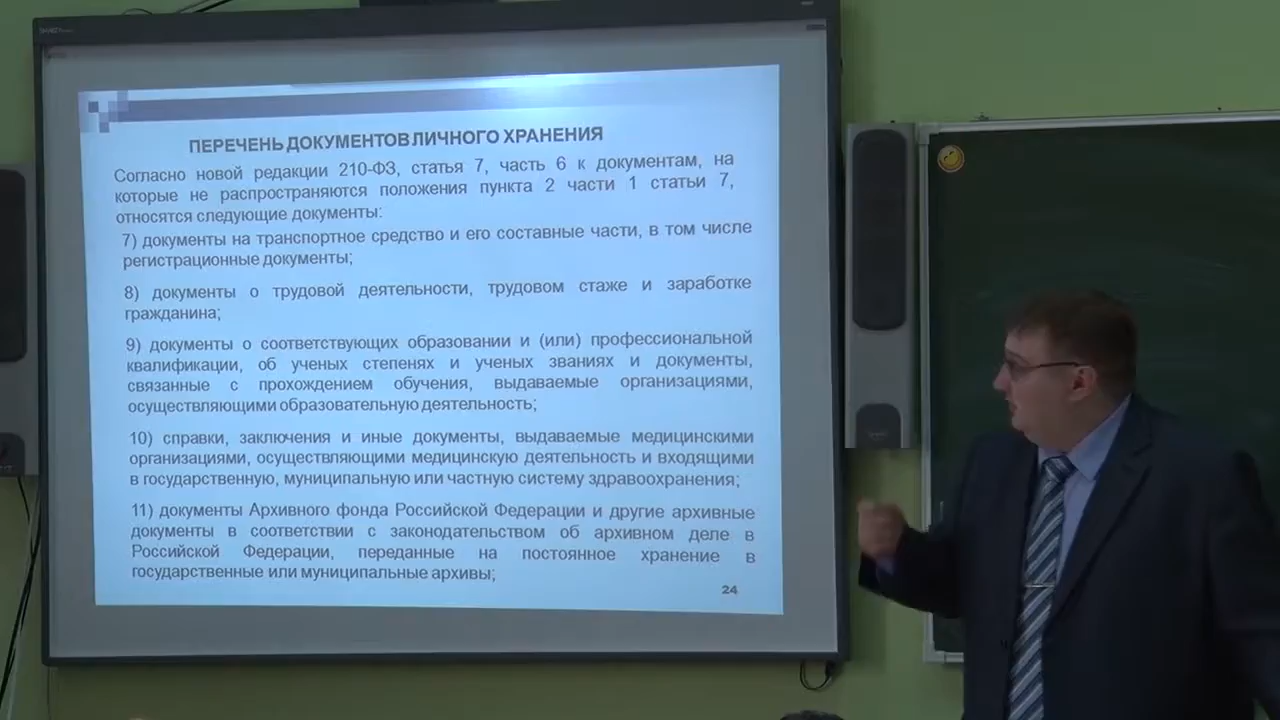 ПЕРЕЧЕНЬ ДОКУМЕНТОВ ЛИЧНОГО ХРАНЕНИЯ
Согласно новой редакции 210-ФЗ, статья 7, часть 6 к документам, на
которые не распространяются положения пункта 2 части 1 статьи 7,
относятся следующие документы:
7) документы на транспортное средство и его составные части, в том числе
регистрационные документы;
8) документы о трудовой деятельности, трудовом стаже и заработке
гражданина;
9) документы о соответствующих образовании и (или) профессиональной
квалификации, об ученых степенях и ученых званиях и документы,
связанные с прохождением обучения, выдаваемые организациями,
осуществляющими образовательную деятельность;
10) справки, заключения и иные документы, выдаваемые медицинскими
организациями, осуществляющими медицинскую деятельность и входящими
в государственную, муниципальную или частную систему здравоохранения;
11) документы Архивного фонда Российской Федерации и другие архивные
документы в соответствии с законодательством об архивном деле в
Российской Федерации, переданные на постоянное хранение в
государственные или муниципальные архивы;
24